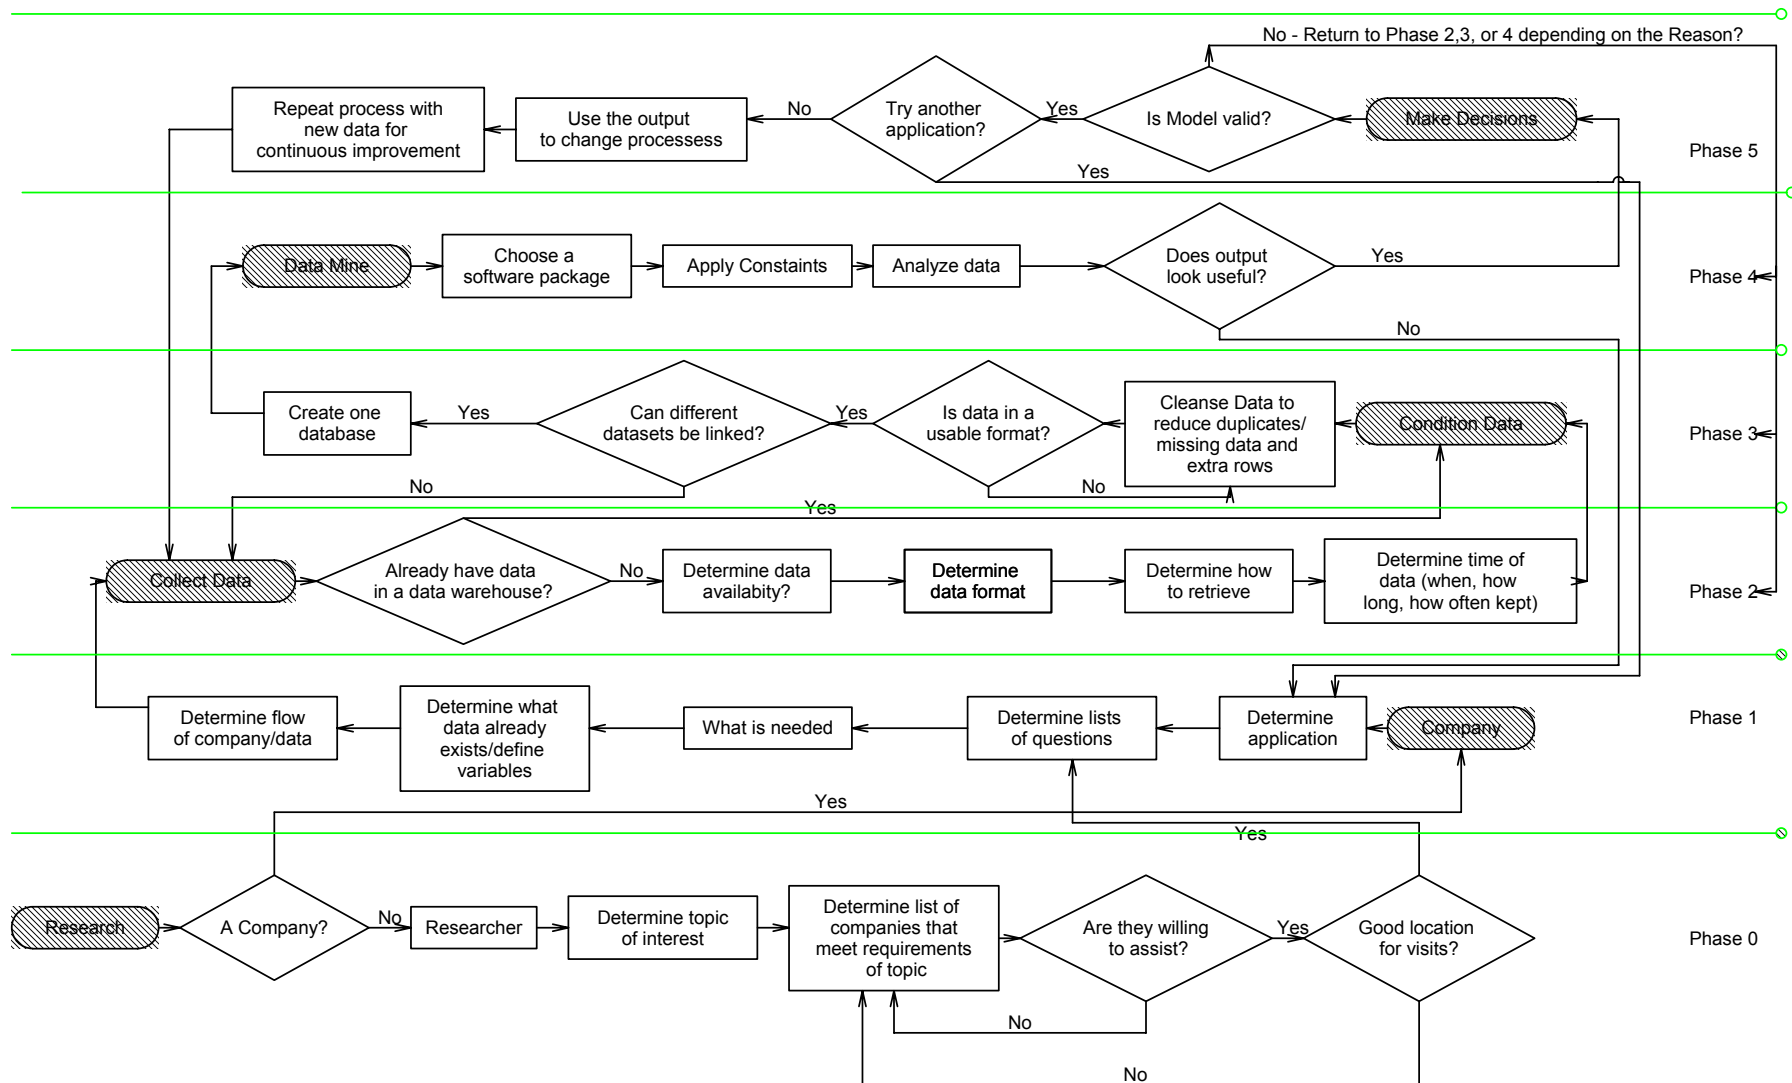 No - Return to Phase 2,3, or 4 depending on the Reason?
Repeat process with
new data for
continuous improvement
Use the output
to change processess
No
Try another
application?
Yes
Is Model valid?
Make Decisions
Phase 5
Yes
Data Mine
Choose a
software package
Apply Constaints
Analyze data
Does output
look useful?
Yes
Phase 4
No
Create one
database
Yes
Can different
datasets be linked?
Yes
Is data in a
usable format?
Cleanse Data to
reduce duplicates/
missing data and
extra rows
Condition Data
Phase 3
No
No
Yes
Collect Data
Already have data
in a data warehouse?
No
Determine data
availabity?
Determine
data format
Determine how
to retrieve
Determine time of
data (when, how
long, how often kept)
Phase 2
Determine flow
of company/data
Determine what
data already
exists/define
variables
What is needed
Determine lists
of questions
Determine
application
Company
Phase 1
Yes
Yes
Research
A Company?
No
Researcher
Determine topic
of interest
Determine list of
companies that
meet requirements
of topic
Are they willing
to assist?
Yes
Good location
for visits?
Phase 0
No
No